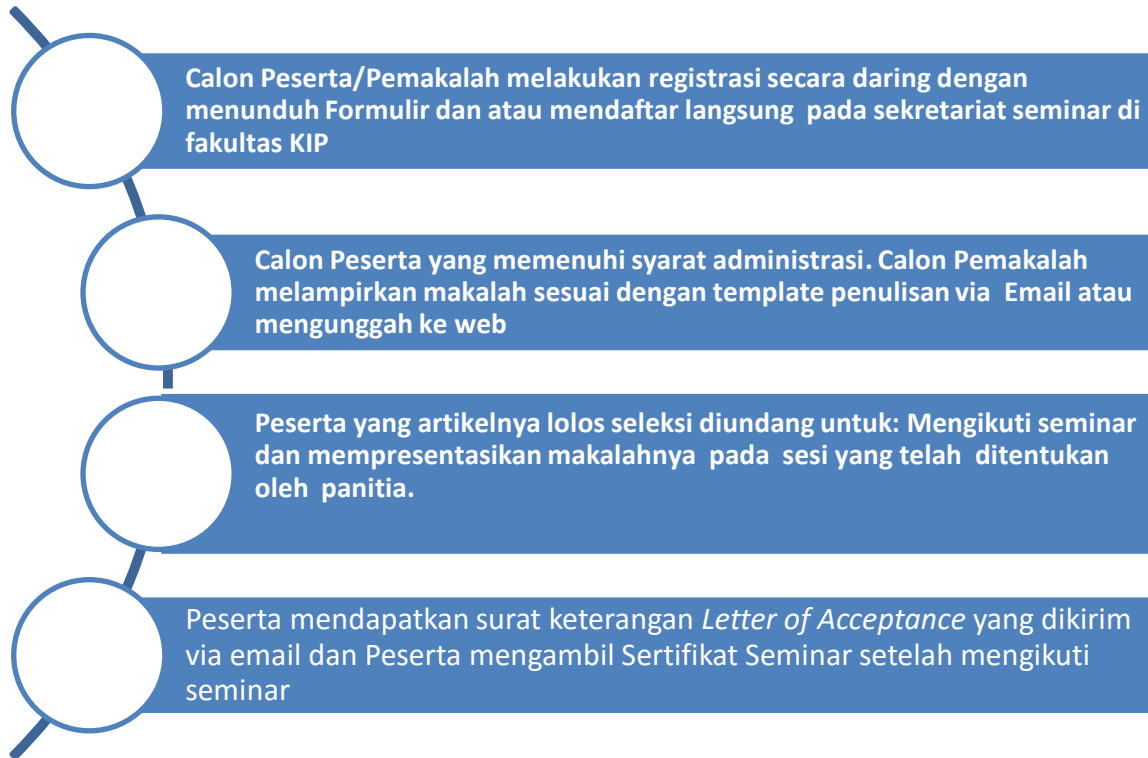 Calon Peserta/Pemakalah melakukan registrasi secara daring dengan
menunduh Formulir dan atau mendaftar langsung pada sekretariat seminar di
fakultas KIP
Calon Peserta yang memenuhi syarat administrasi. Calon Pemakalah
melampirkan makalah sesuai dengan template penulisan via Email atau
mengunggah ke web
Peserta yang artikelnya lolos seleksi diundang untuk: Mengikuti seminar
dan mempresentasikan makalahnya pada sesi yang telah ditentukan
oleh panitia.
Peserta mendapatkan surat keterangan Letter of Acceptance yang dikirim
via email dan Peserta mengambil Sertifikat Seminar setelah mengikuti
seminar